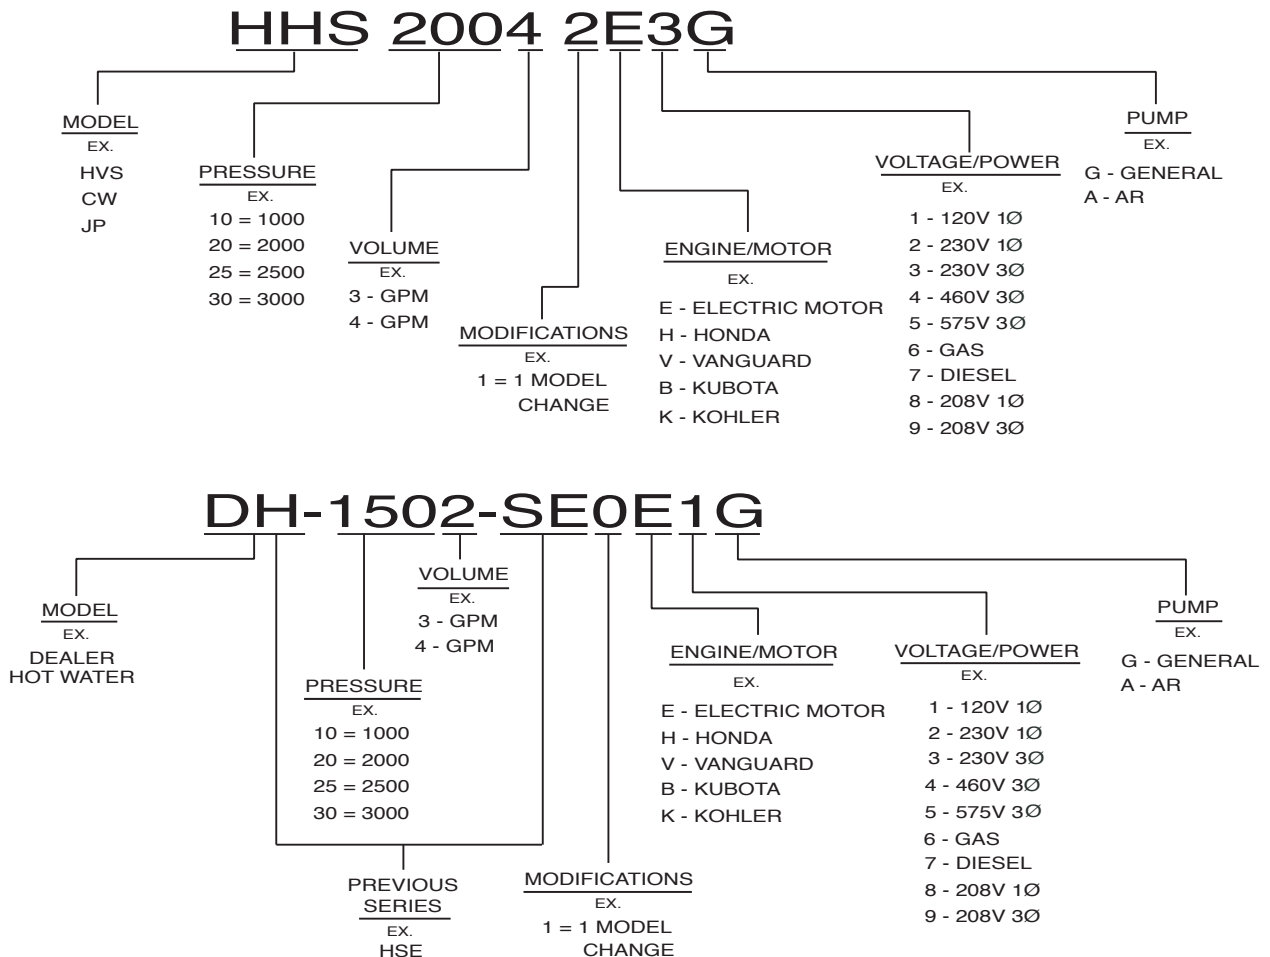 HHS 2004 2E3G
MODEL
EX.
HVS
CW
JP
PRESSURE
EX.
10 = 1000
20 = 2000
25 = 2500
30 = 3000
VOLUME
EX.
3 - GPM
4 - GPM
MODIFICATIONS
EX.
1 = 1 MODEL
CHANGE
ENGINE/MOTOR
EX.
E - ELECTRIC MOTOR
H - HONDA
V - VANGUARD
B - KUBOTA
K - KOHLER
VOLTAGE/POWER
EX.
1 - 120V 1Ø
2 - 230V 1Ø
3 - 230V 3Ø
4 - 460V 3Ø
5 - 575V 3Ø
6 - GAS
7 - DIESEL
8 - 208V 1Ø
9 - 208V 3Ø
PUMP
EX.
G - GENERAL
A - AR
DH-1502-SE0E1G
MODEL
EX.
DEALER
HOT WATER
PRESSURE
EX.
10 = 1000
20 = 2000
25 = 2500
30 = 3000
VOLUME
EX.
3 - GPM
4 - GPM
PREVIOUS
SERIES
EX.
HSE
MODIFICATIONS
EX.
1 = 1 MODEL
CHANGE
ENGINE/MOTOR
EX.
E - ELECTRIC MOTOR
H - HONDA
V - VANGUARD
B - KUBOTA
K - KOHLER
VOLTAGE/POWER
EX.
1 - 120V 1Ø
2 - 230V 1Ø
3 - 230V 3Ø
4 - 460V 3Ø
5 - 575V 3Ø
6 - GAS
7 - DIESEL
8 - 208V 1Ø
9 - 208V 3Ø
PUMP
EX.
G - GENERAL
A - AR